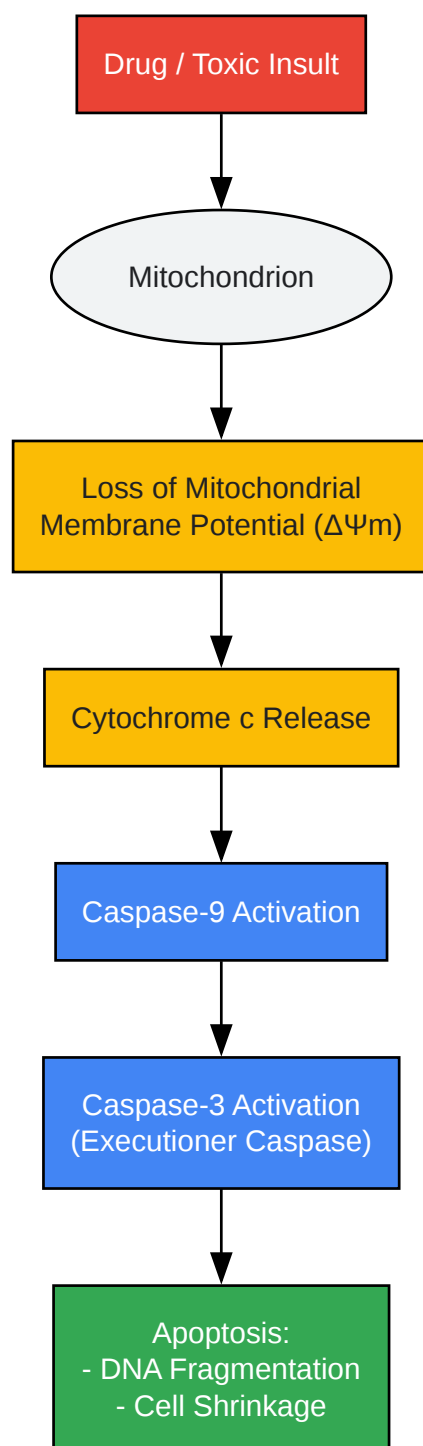 Drug / Toxic Insult
Mitochondrion
Loss of Mitochondrial
Membrane Potential (ΔΨm)
Cytochrome c Release
Caspase-9 Activation
Caspase-3 Activation
(Executioner Caspase)
Apoptosis:
- DNA Fragmentation
- Cell Shrinkage